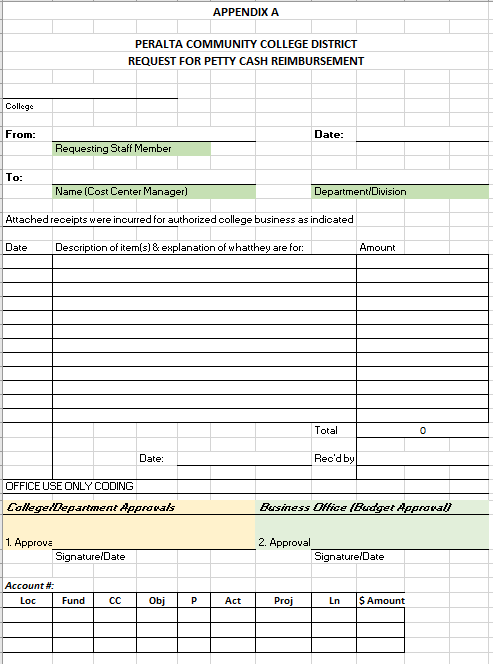 APPENDIX A
PERALTA COMMUNITY COLLEGE DISTRICT
REQUEST FOR PETTY CASH REIMBURSEMENT
College
From: Date:
Requesting Staff Member
To:
Name (Cost Center Manager) Department/Division
Attached receipts were incurred for authorized college business as indicated
Date Description of item(s) & explanation of whatthey are for: Amount
Total 0
Date: Rec'd by
OFFICE USE ONLY CODING
College/Department Approvals Business Office (Budget Approval)
1. Approva 2. Approval
Signature/Date Signature/Date
Account #:
Loc Fund CC Obj P Act Proj Ln $ Amount